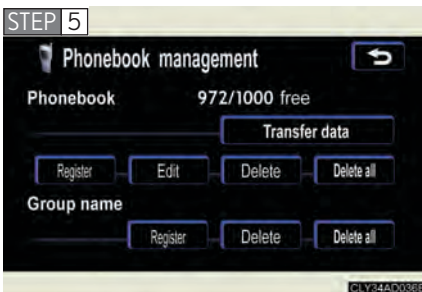 STEP 5
Phonebook management
Phonebook 972/1000 free
Transfer data
Register Edit Delete Delete all
Group name
Register Delete Delete all
CLY34AD036E